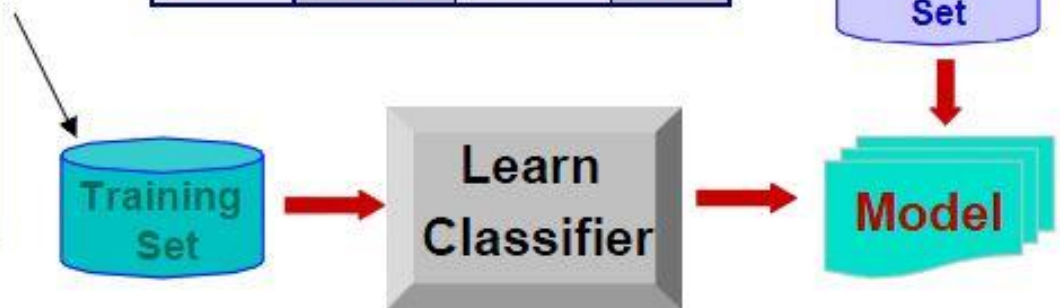 Set
Training
Set
Learn
Classifier
Model